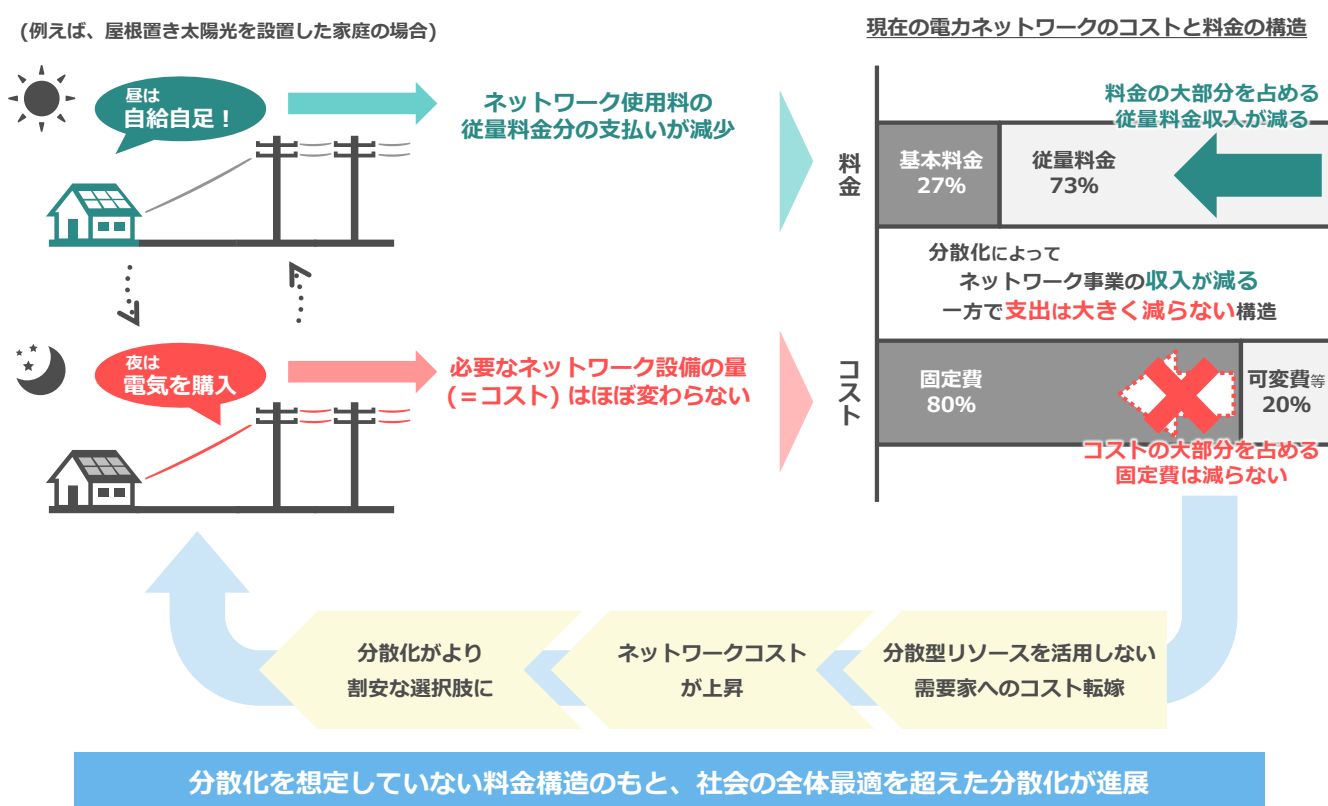 (例えば、屋根置き太陽光を設置した家庭の場合)
昼は
自給自足！
ネットワーク使用料の
従量料金分の支払いが減少
夜は
電気を購入
必要なネットワーク設備の量
(＝コスト) はほぼ変わらない
現在の電力ネットワークのコストと料金の構造
料金の大部分を占める
従量料金収入が減る
料金
基本料金
27%
従量料金
73%
分散化によって
ネットワーク事業の収入が減る
一方で支出は大きく減らない構造
コスト
固定費
80%
可変費等
20%
コストの大部分を占める
固定費は減らない
分散型リソースを活用しない
需要家へのコスト転嫁
ネットワークコスト
が上昇
分散化がより
割安な選択肢に
分散化を想定していない料金構造のもと、社会の全体最適を超えた分散化が進展